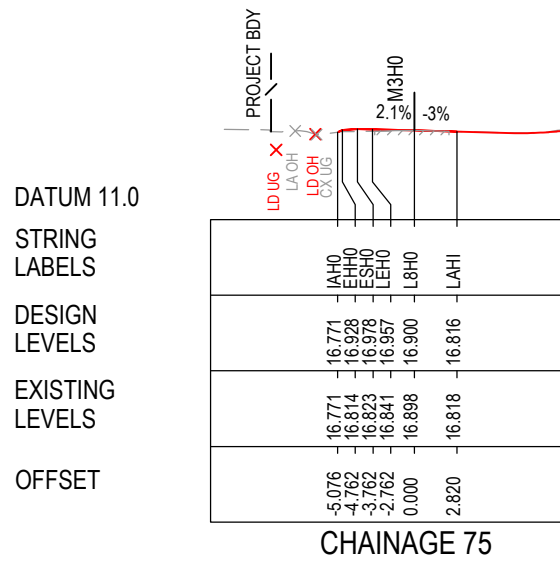 PROJECT BDY
M3H0
2.1% -3%
LD UG
LA OH
LD OH
CX UG
DATUM 11.0
STRING
LABELS
IAH0 EHH0 ESH0 LEH0 L8H0 LAHI
DESIGN
LEVELS
16.771 16.928 16.978 16.957 16.900 16.816
EXISTING
LEVELS
16.771 16.814 16.823 16.841 16.898 16.818
OFFSET
-5.076 -4.762 -3.762 -2.762 0.000 2.820
CHAINAGE 75